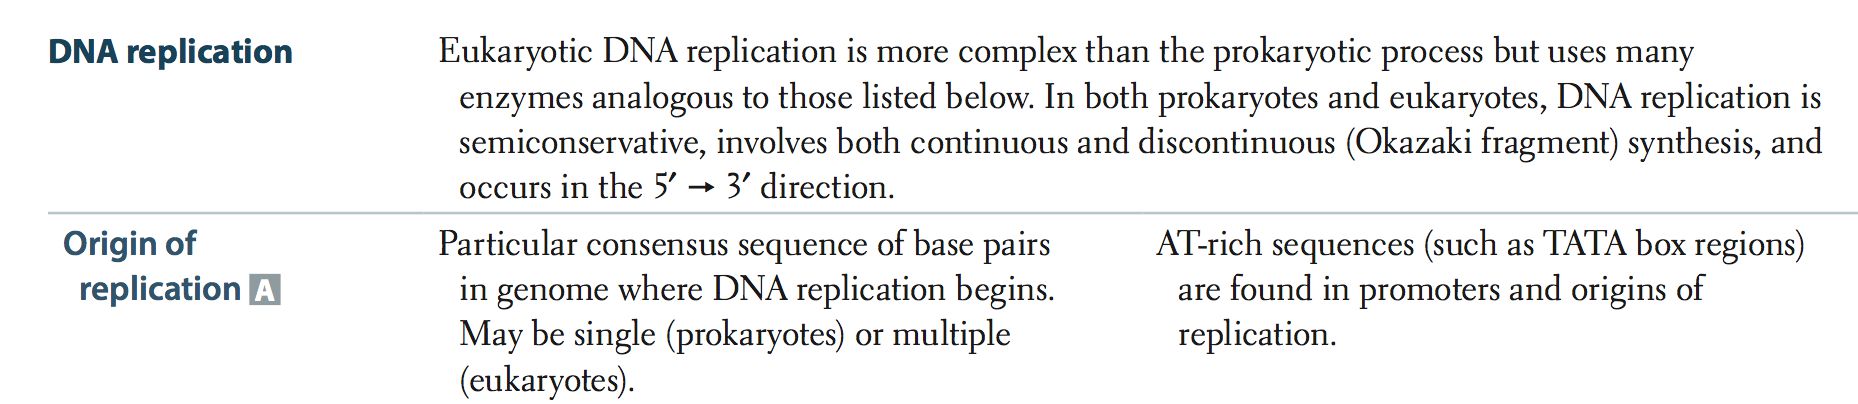 DNA replication
Eukaryotic DNA replication is more complex than the prokaryotic process but uses many
enzymes analogous to those listed below. In both prokaryotes and eukaryotes, DNA replication is
semiconservative, involves both continuous and discontinuous (Okazaki fragment) synthesis, and
occurs in the 5′ → 3′ direction.
Origin of
replication A
Particular consensus sequence of base pairs
in genome where DNA replication begins.
May be single (prokaryotes) or multiple
(eukaryotes).
AT-rich sequences (such as TATA box regions)
are found in promoters and origins of
replication.